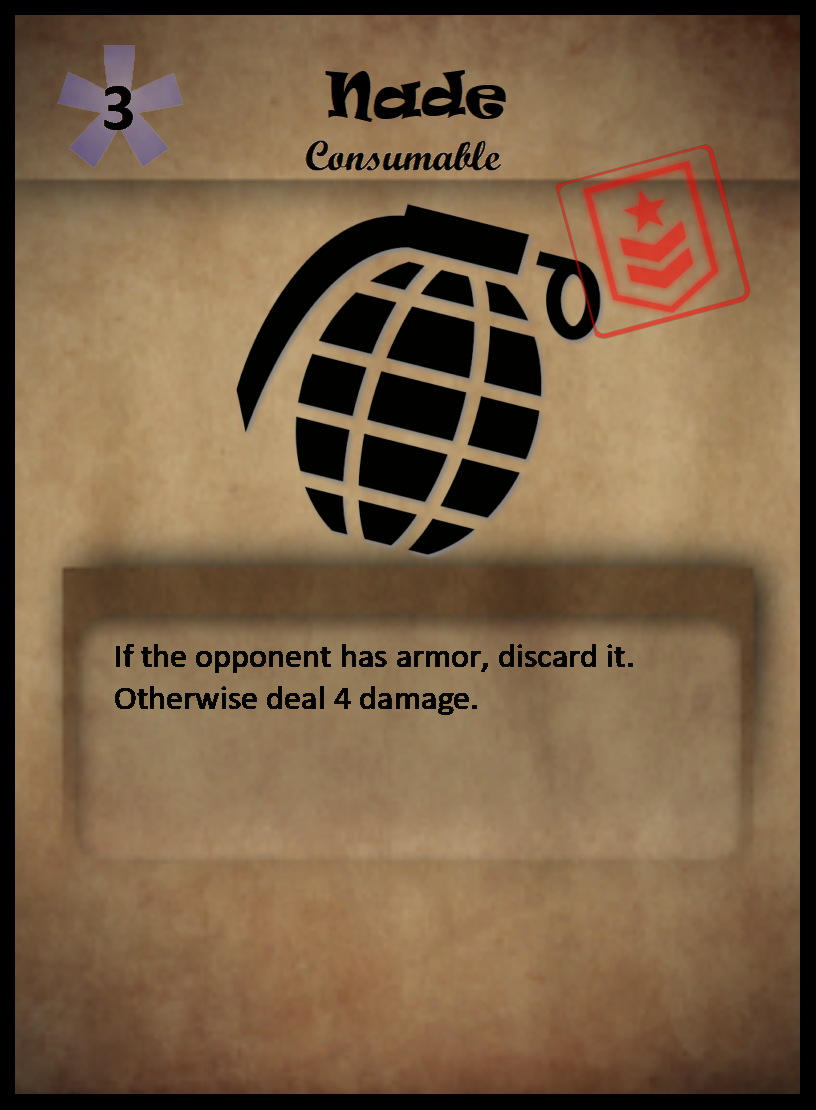 3
Nade
Consumable
If the opponent has armor, discard it.
Otherwise deal 4 damage.